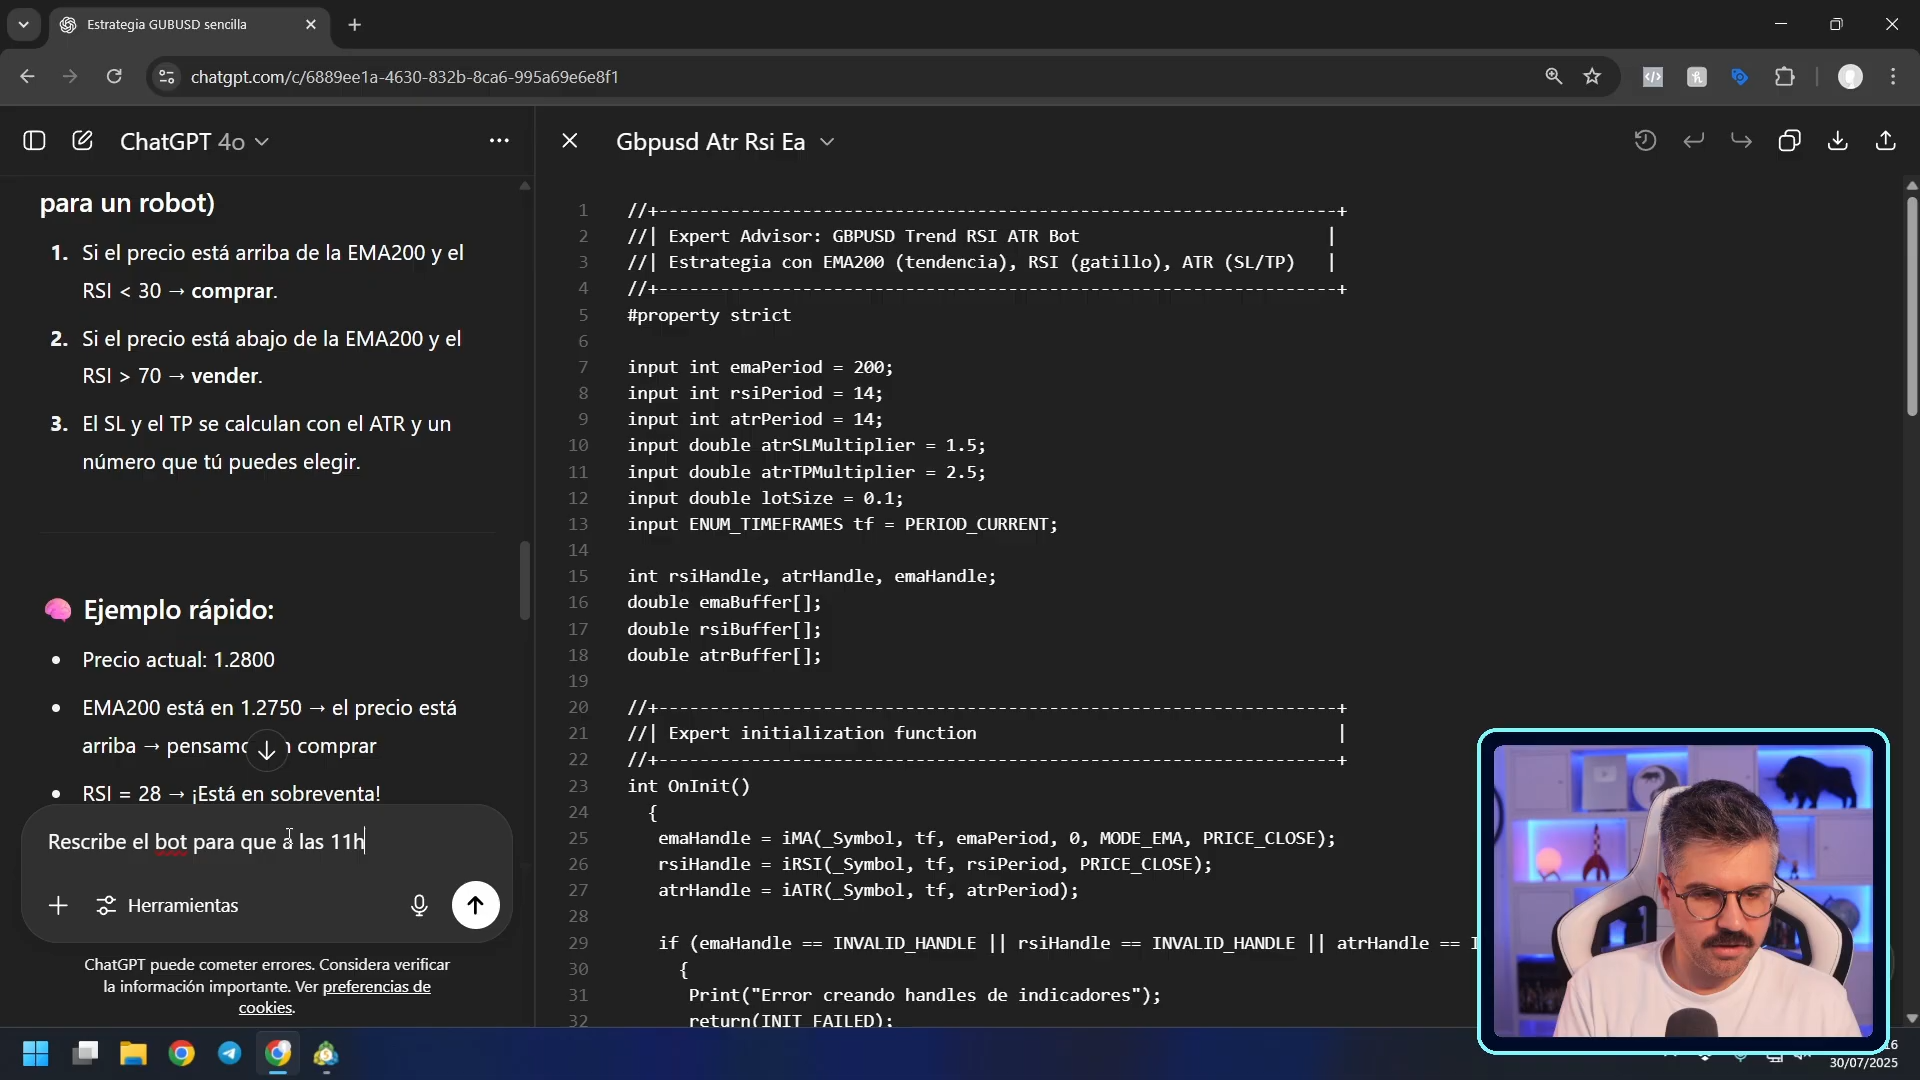 Estrategia GUBUSD sencilla
chatgpt.com/c/6889ee1a-4630-832b-8ca6-995a69e6e8f1
ChatGPT 4o
para un robot)
1. Si el precio está arriba de la EMA200 y el
RSI < 30 → comprar.
2. Si el precio está abajo de la EMA200 y el
RSI > 70 → vender.
3. El SL y el TP se calculan con el ATR y un
número que tú puedes elegir.
🧠 Ejemplo rápido:
• Precio actual: 1.2800
• EMA200 está en 1.2750 → el precio está
arriba → comprar
• RSI = 28 → ¡Está en sobreventa!
Rescribe el bot para que a las 11h
Herramientas
ChatGPT puede cometer errores. Considera verificar
la información importante. Ver preferencias de
cookies.
Gbpusd Atr Rsi Ea
1 //+------------------------------------------------------------------+
2 //| Expert Advisor: GBPUSD Trend RSI ATR Bot |
3 //| Estrategia con EMA200 (tendencia), RSI (gatillo), ATR (SL/TP) |
4 //+------------------------------------------------------------------+
5 #property strict
6
7 input int emaPeriod = 200;
8 input int rsiPeriod = 14;
9 input int atrPeriod = 14;
10 input double atrSLMultiplier = 1.5;
11 input double atrTPMultiplier = 2.5;
12 input double lotSize = 0.1;
13 input ENUM_TIMEFRAMES tf = PERIOD_CURRENT;
14
15 int rsiHandle, atrHandle, emaHandle;
16 double emaBuffer[];
17 double rsiBuffer[];
18 double atrBuffer[];
19
20 //+------------------------------------------------------------------+
21 //| Expert initialization function |
22 //+------------------------------------------------------------------+
23 int OnInit()
24 {
25 emaHandle = iMA(_Symbol, tf, emaPeriod, 0, MODE_EMA, PRICE_CLOSE);
26 rsiHandle = iRSI(_Symbol, tf, rsiPeriod, PRICE_CLOSE);
27 atrHandle = iATR(_Symbol, tf, atrPeriod);
28
29 if (emaHandle == INVALID_HANDLE || rsiHandle == INVALID_HANDLE || atrHandle ==
30 {
31 Print("Error creando handles de indicadores");
32 return(INIT_FAILED);
30/07/2025